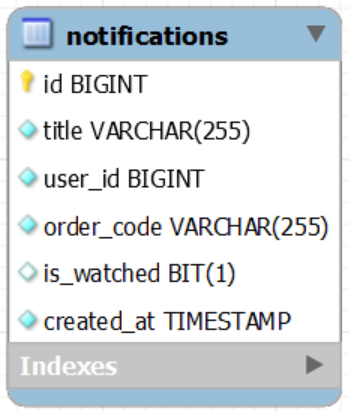 notifications
id BIGINT
title VARCHAR(255)
user_id BIGINT
order_code VARCHAR(255)
is_watched BIT(1)
created_at TIMESTAMP
Indexes